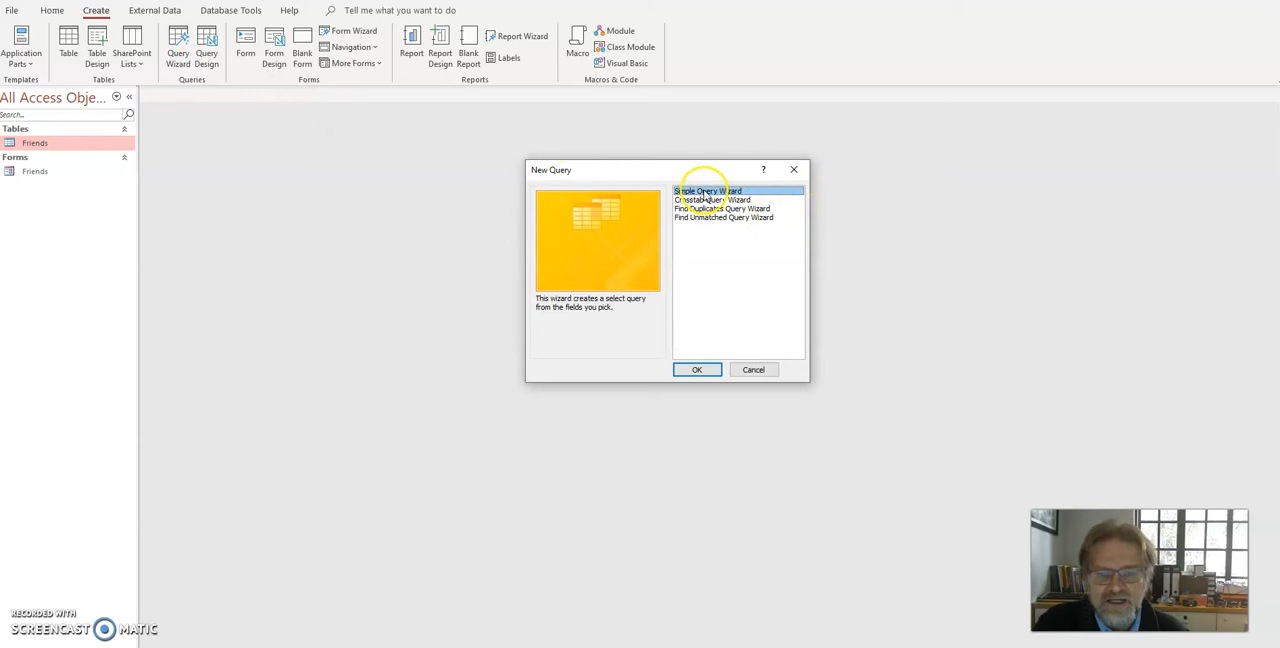 File Home Create External Data Database Tools Help Tell me what you want to do
Application Parts
Table
Table Design
SharePoint Lists
Query Wizard
Query Design
Form
Form Design
Blank Form
Form Wizard
Navigation
More Forms
Report
Report Design
Blank Report
Report Wizard
Labels
Macro
Module
Class Module
Visual Basic
Templates Tables Queries Forms Reports Macros & Code
All Access Obje... «
Search...
Tables
Friends
Forms
Friends
New Query ?
Simple Query Wizard
Crosstab Query Wizard
Find Duplicates Query Wizard
Find Unmatched Query Wizard
This wizard creates a select query
from the fields you pick.
OK Cancel
RECORDED WITH
SCREENCAST MATIC